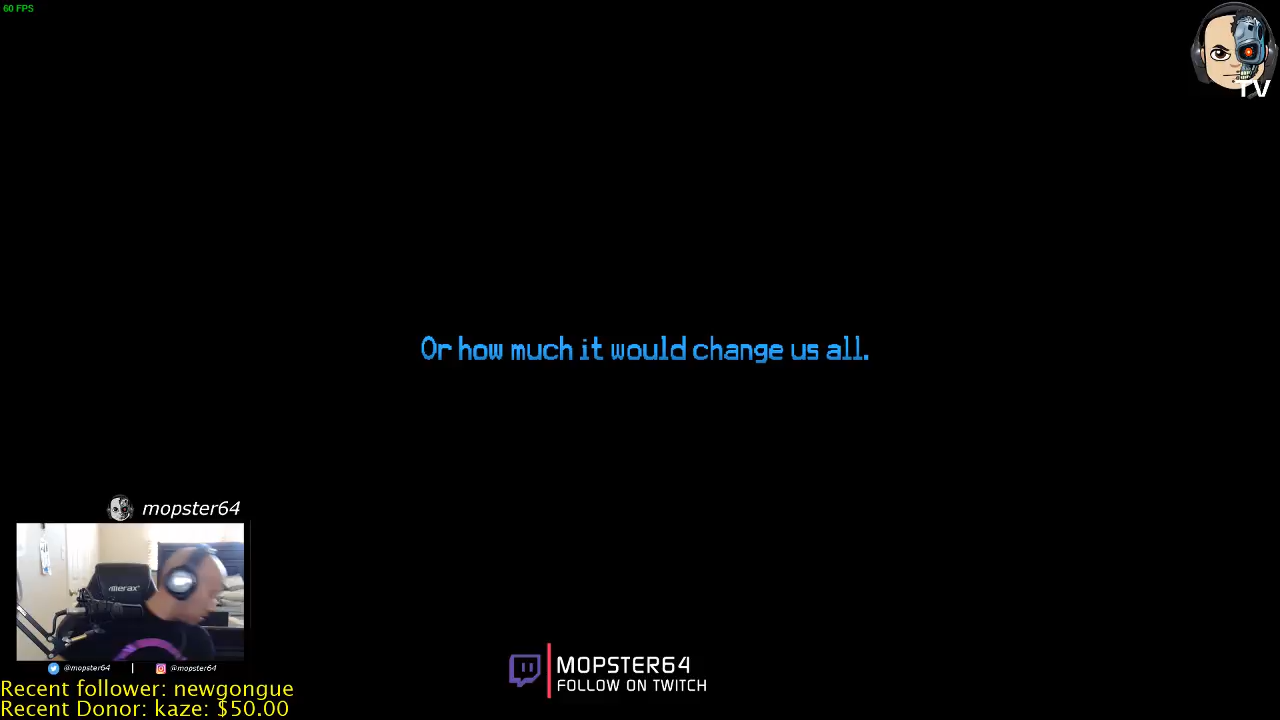 60 FPS
TV
Or how much it would change us all.
mopster64
merax
@mopster64 | @mopster64
MOPSTER64
FOLLOW ON TWITCH
Recent follower: newgongue
Recent Donor: kaze: $50.00